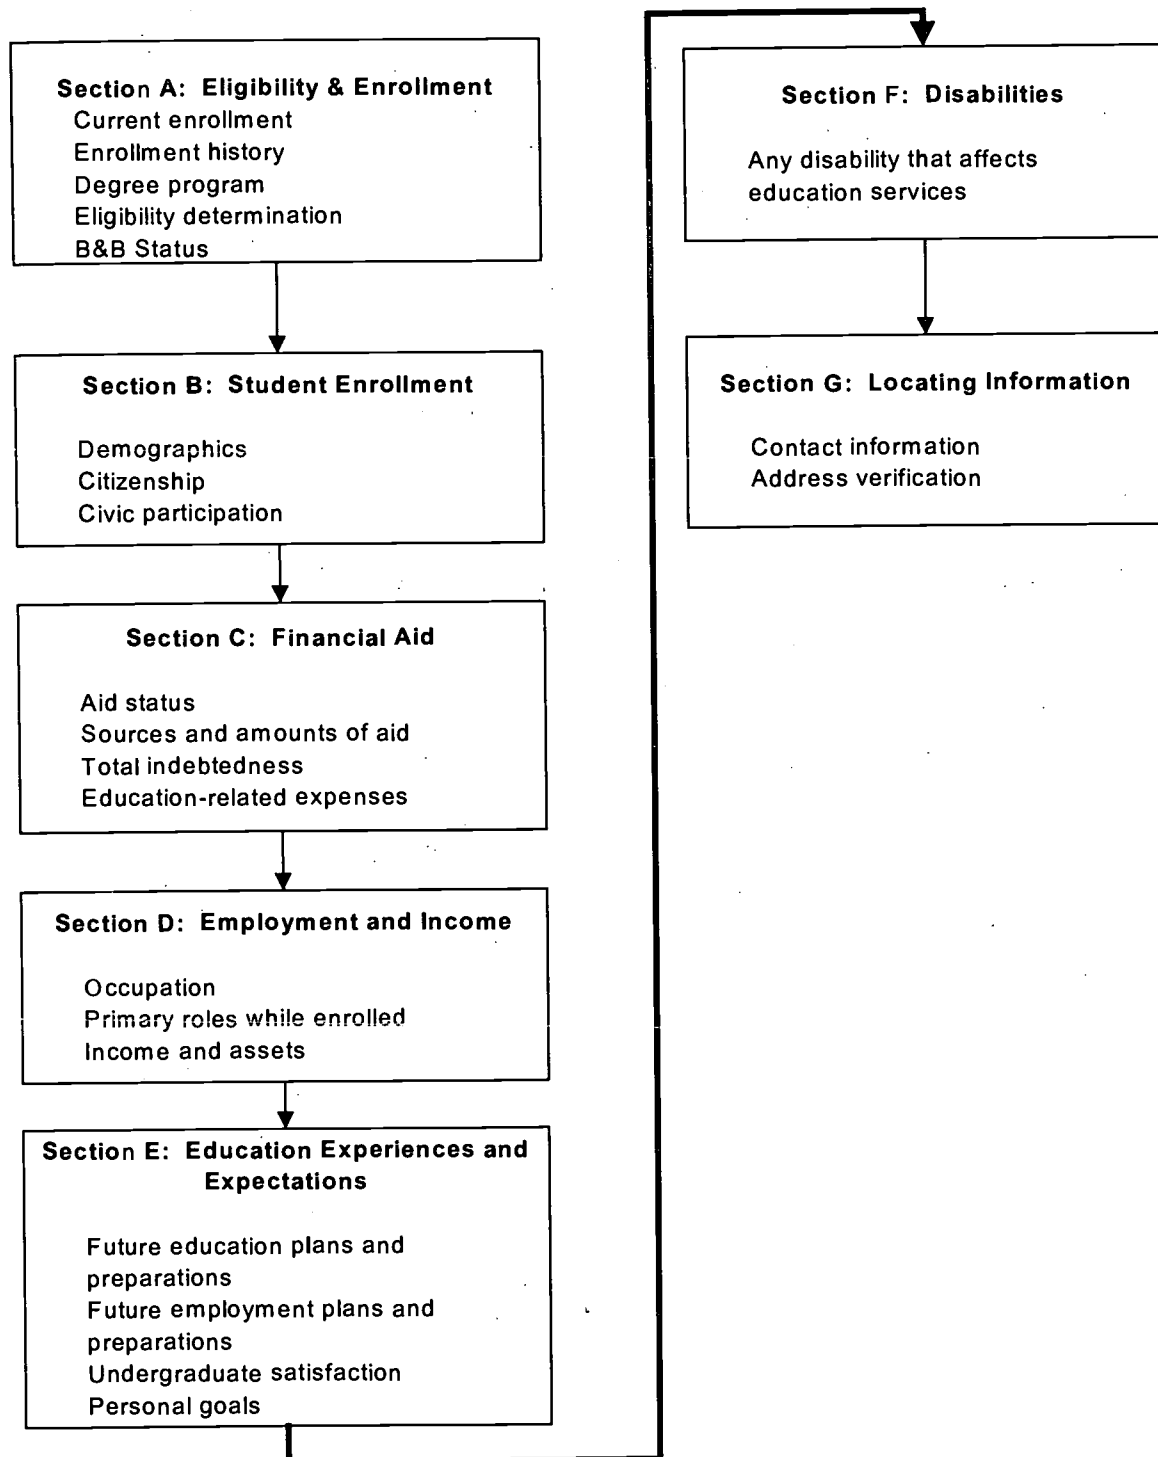 Section A: Eligibility & Enrollment
Current enrollment
Enrollment history
Degree program
Eligibility determination
B&B Status
Section B: Student Enrollment
Demographics
Citizenship
Civic participation
Section C: Financial Aid
Aid status
Sources and amounts of aid
Total indebtedness
Education-related expenses
Section D: Employment and Income
Occupation
Primary roles while enrolled
Income and assets
Section E: Education Experiences and
Expectations
Future education plans and
preparations
Future employment plans and
preparations
Undergraduate satisfaction
Personal goals
Section F: Disabilities
Any disability that affects
education services
Section G: Locating Information
Contact information
Address verification